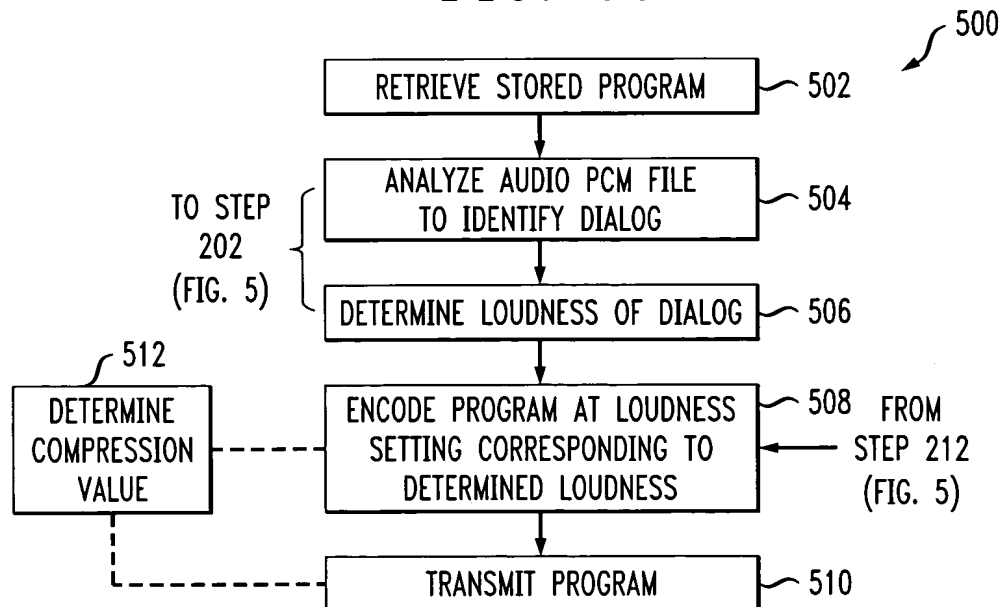 500
RETRIEVE STORED PROGRAM
502
ANALYZE AUDIO PCM FILE
TO IDENTIFY DIALOG
504
TO STEP
202
(FIG. 5)
DETERMINE LOUDNESS OF DIALOG
506
512
DETERMINE
COMPRESSION
VALUE
ENCODE PROGRAM AT LOUDNESS
SETTING CORRESPONDING TO
DETERMINED LOUDNESS
508
FROM
STEP 212
(FIG. 5)
TRANSMIT PROGRAM
510